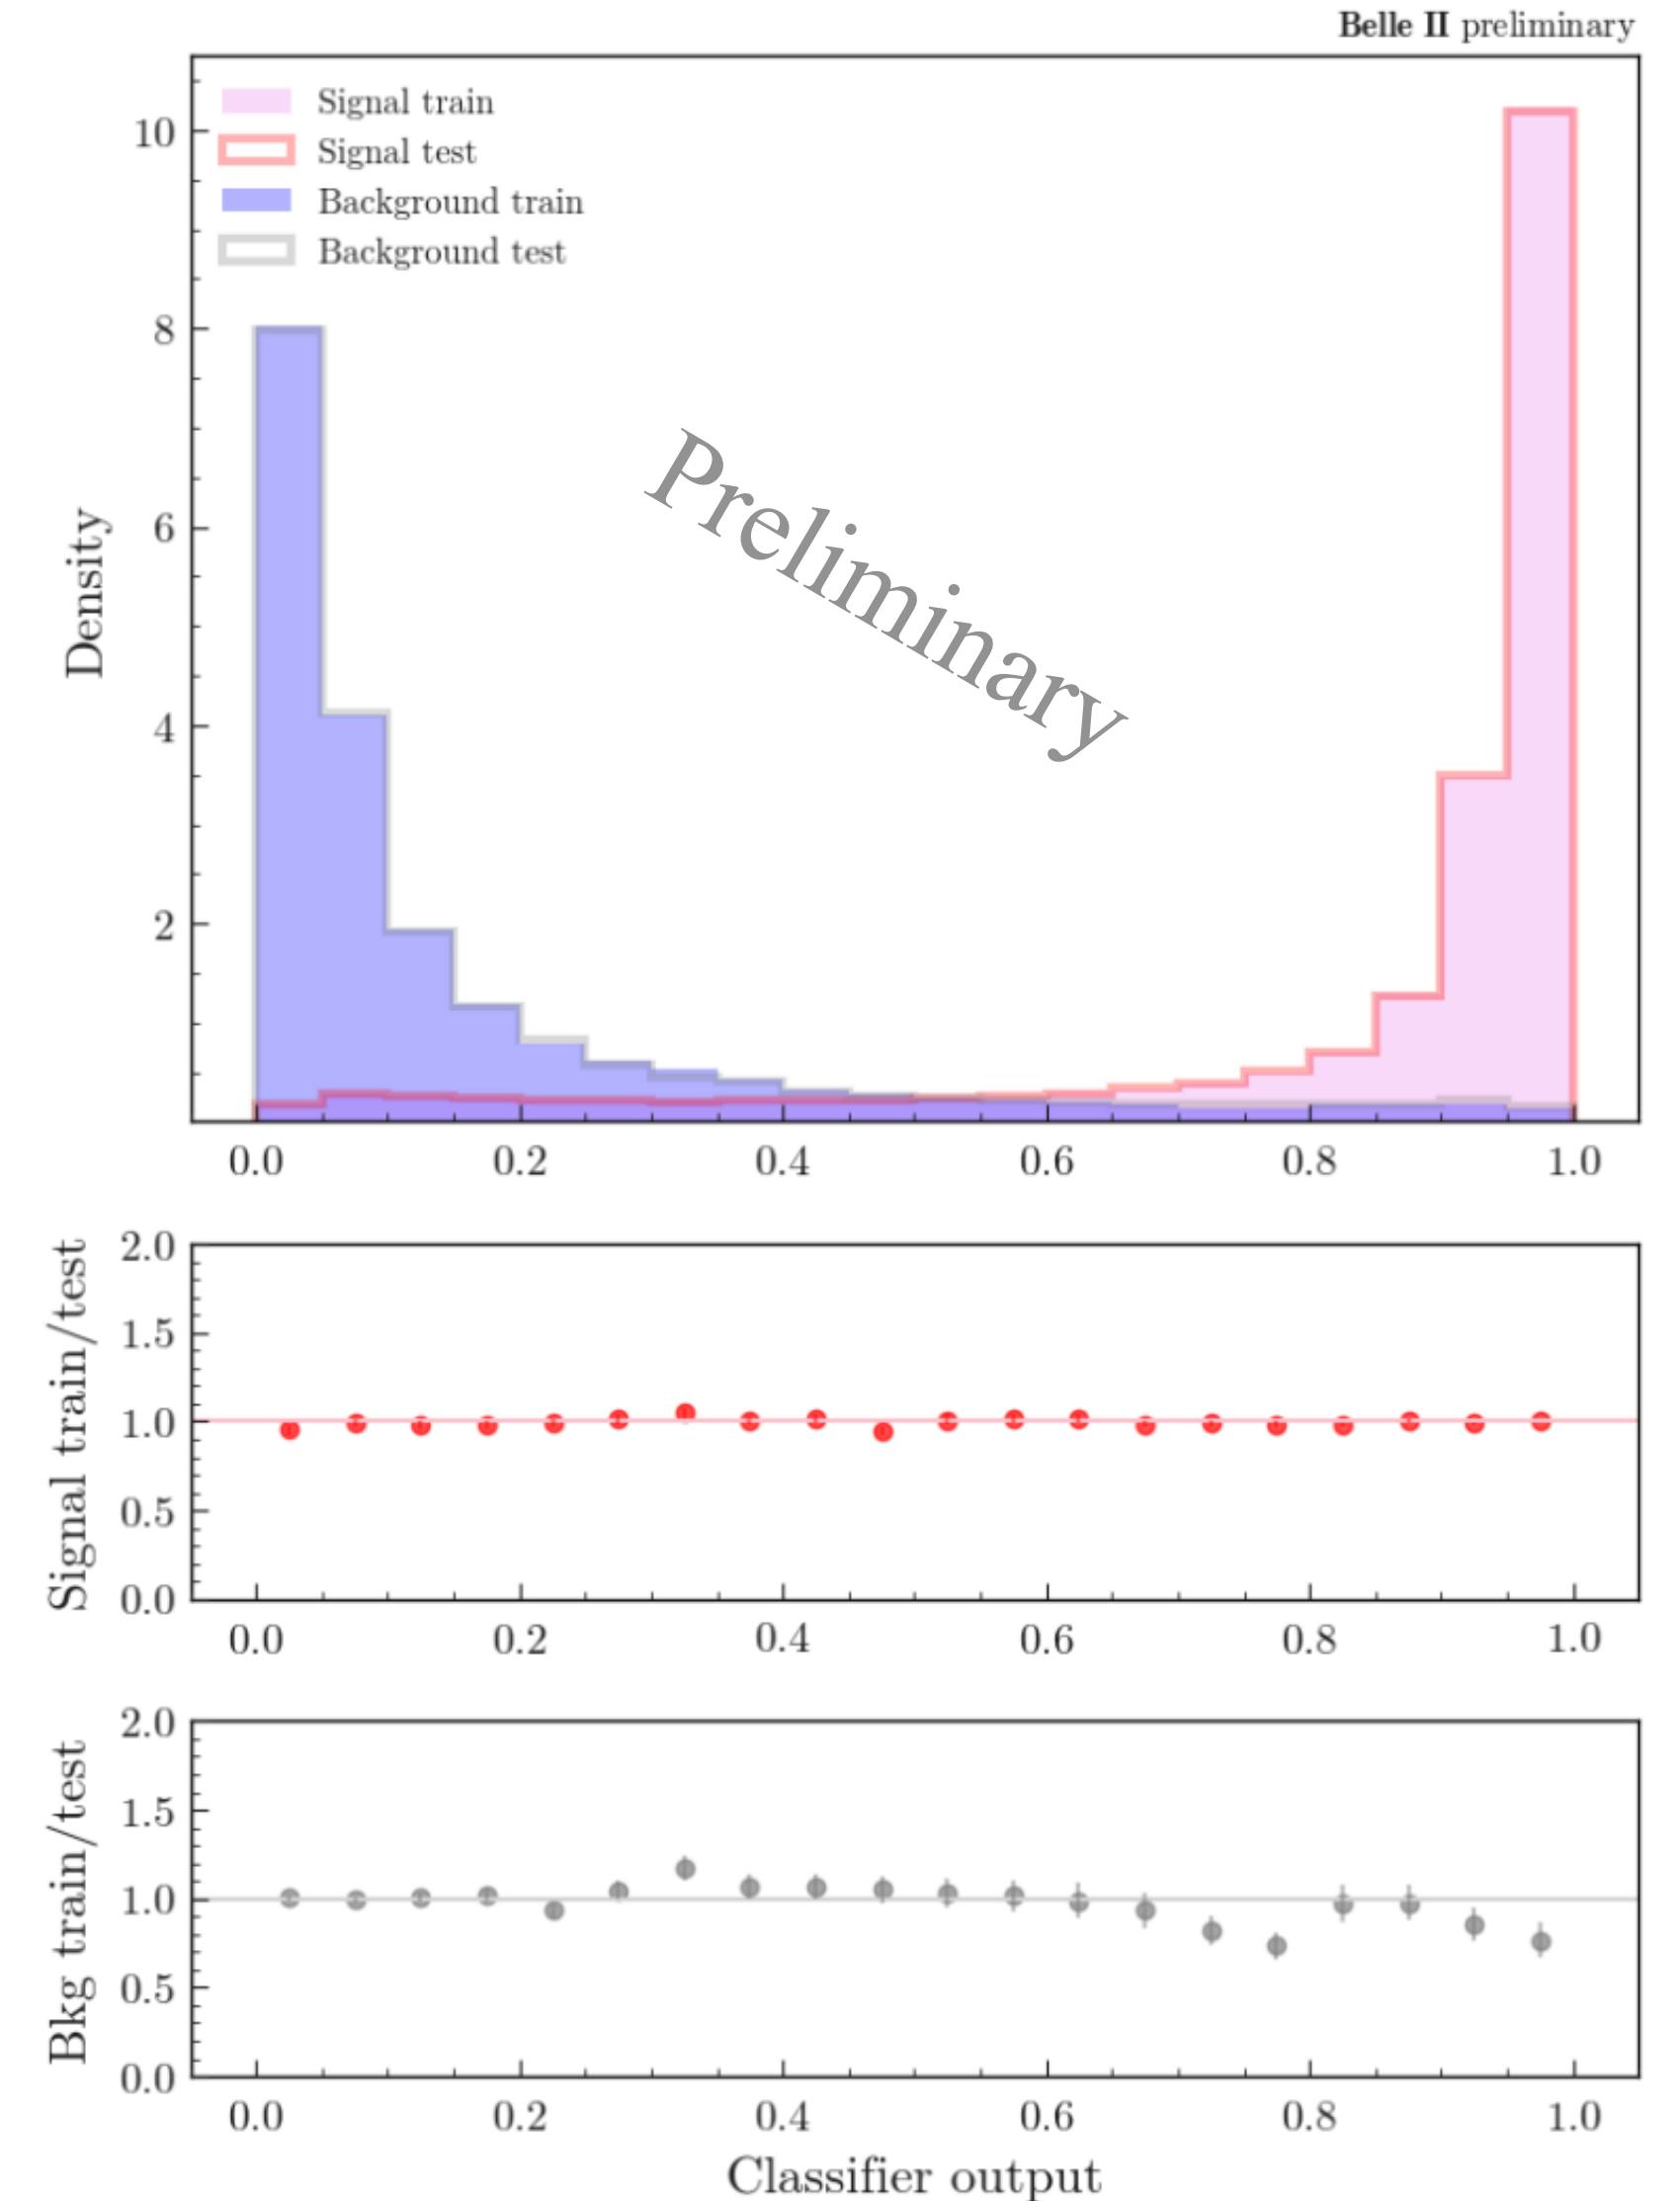 Belle II preliminary
Signal train
Signal test
Background train
Background test
10
8
6
4
2
Density
Preliminary
0.0 0.2 0.4 0.6 0.8 1.0
2.0
1.5
1.0
0.5
0.0
Signal train/test
0.0 0.2 0.4 0.6 0.8 1.0
2.0
1.5
1.0
0.5
0.0
Bkg train/test
0.0 0.2 0.4 0.6 0.8 1.0
Classifier output